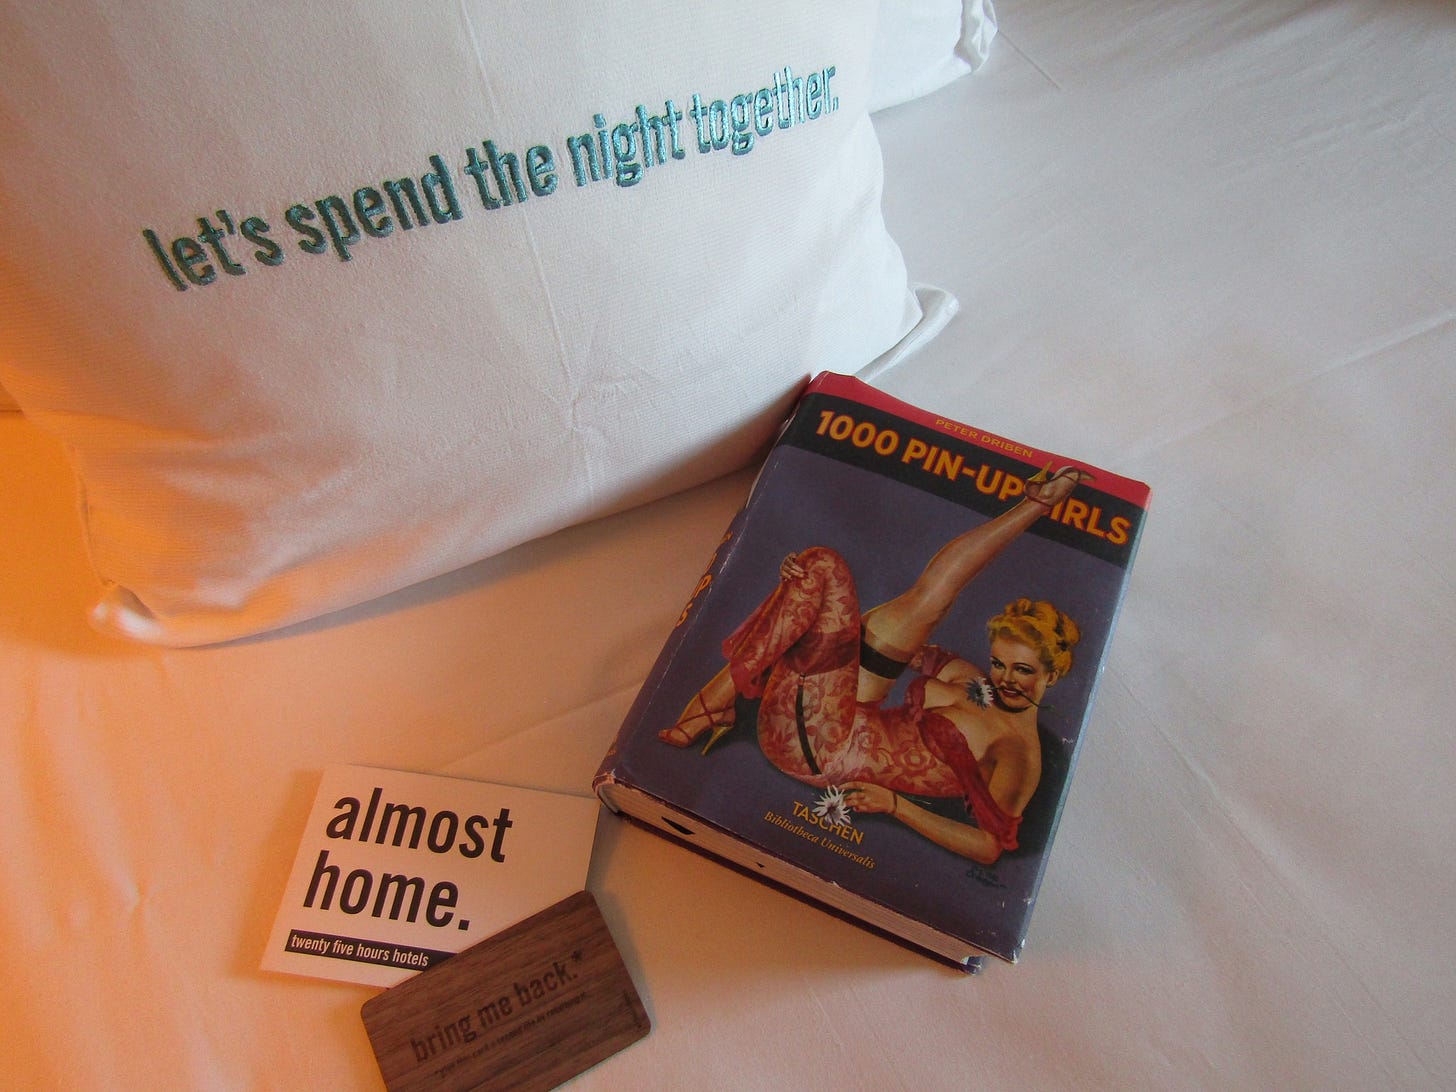 let's spend the night together.
PETER DRIBEN
1000 PIN-UP GIRLS
TASCHEN
Bibliotheca Universalis
almost
home.
twenty five hours hotels
bring me back.*